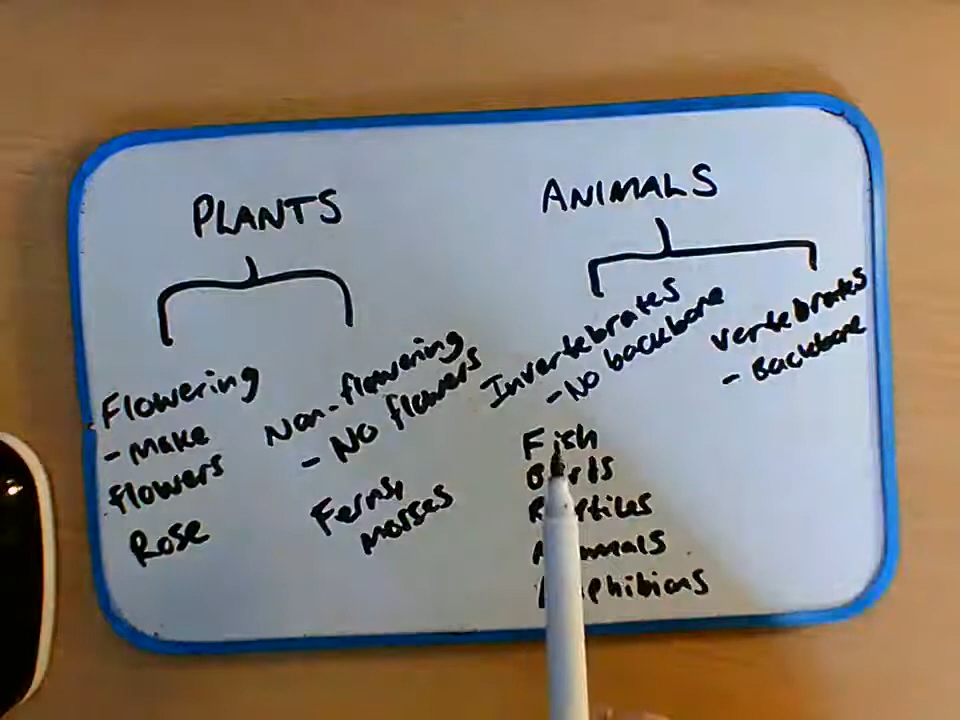 PLANTS
ANIMALS
Flowering
- Make
flowers
Rose
Non-flowering
- No flowers
Ferns,
mosses
Invertebrates
- No backbone
Vertebrates
- Backbone
Fish